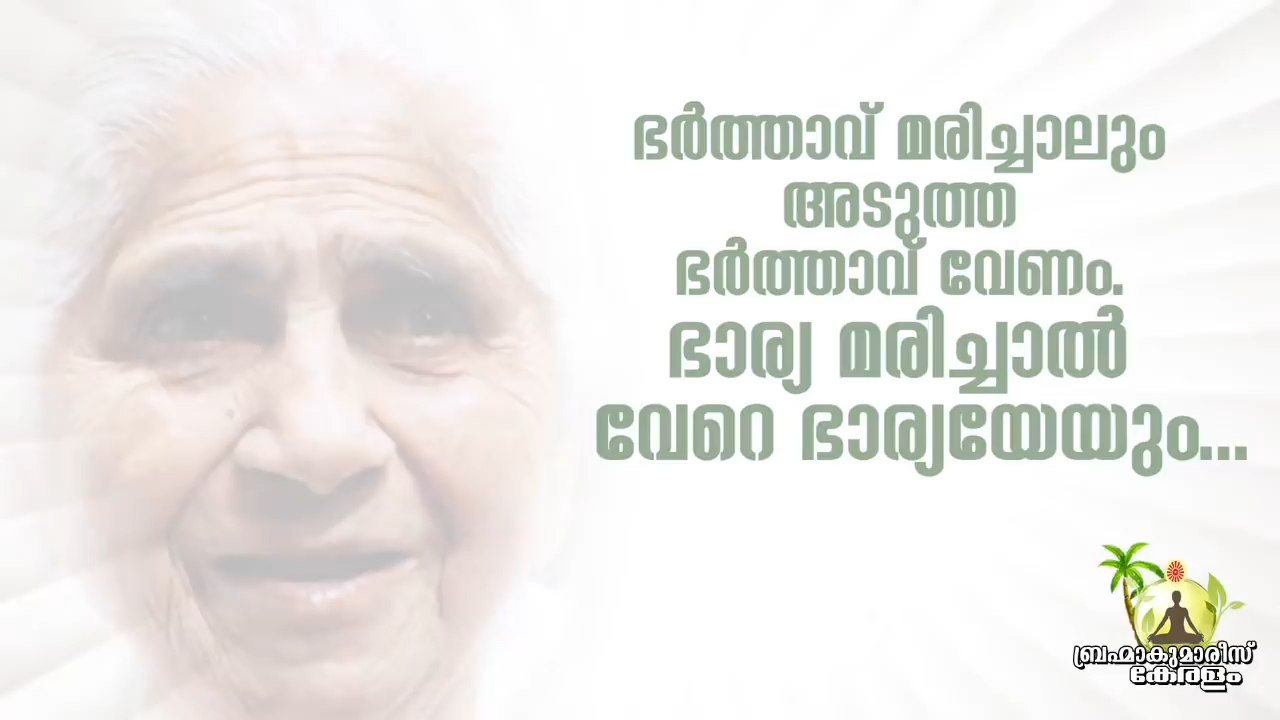 ഭർത്താവ് മരിച്ചാലും
അടുത്ത
ഭർത്താവ് വേണം.
ഭാര്യ മരിച്ചാൽ
വേറെ ഭാര്യയേയും...
ബ്രഹ്മാകുമാരീസ്
കേരളം